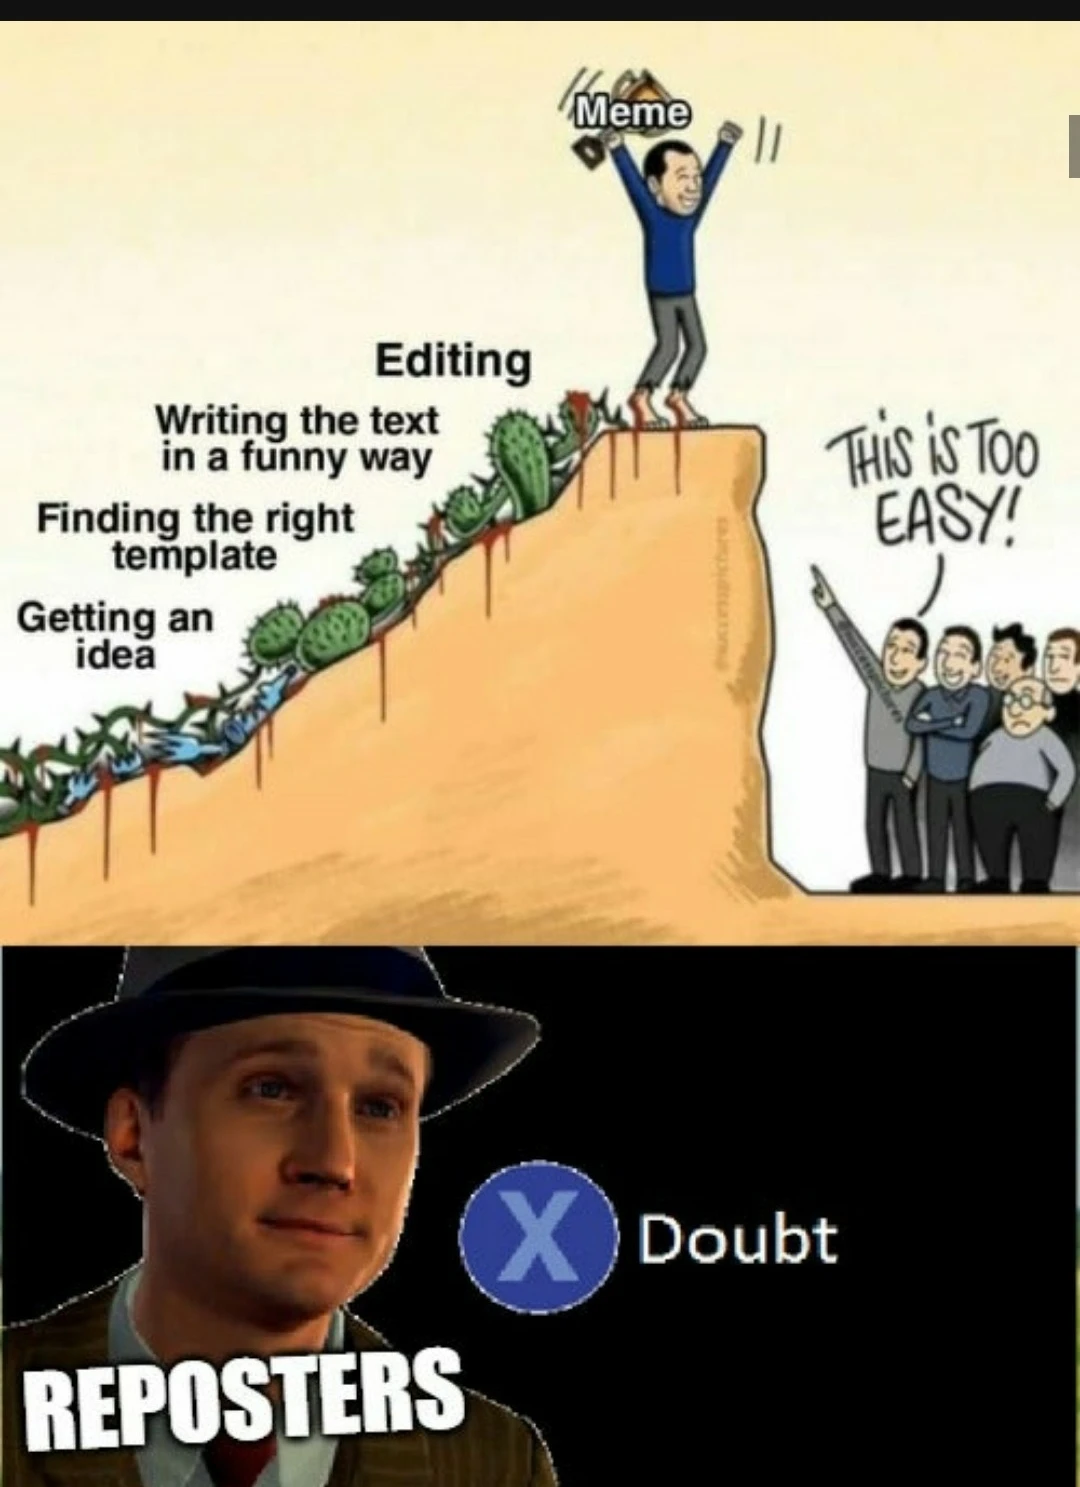 Meme
Editing
Writing the text
in a funny way
Finding the right
template
Getting an
idea
THIS iS TOO
EASY!
X Doubt
REPOSTERS